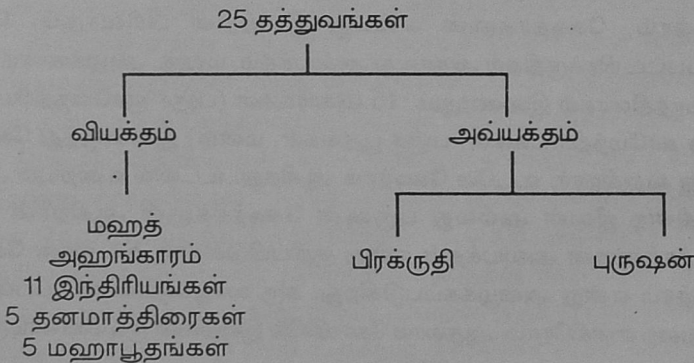 25 தத்துவங்கள்
வியக்தம்
அவ்யக்தம்
மஹத்
அஹங்காரம்
11 இந்திரியங்கள்
5 தனமாத்திரைகள்
5 மஹாபூதங்கள்
பிரக்ருதி
புருஷன்